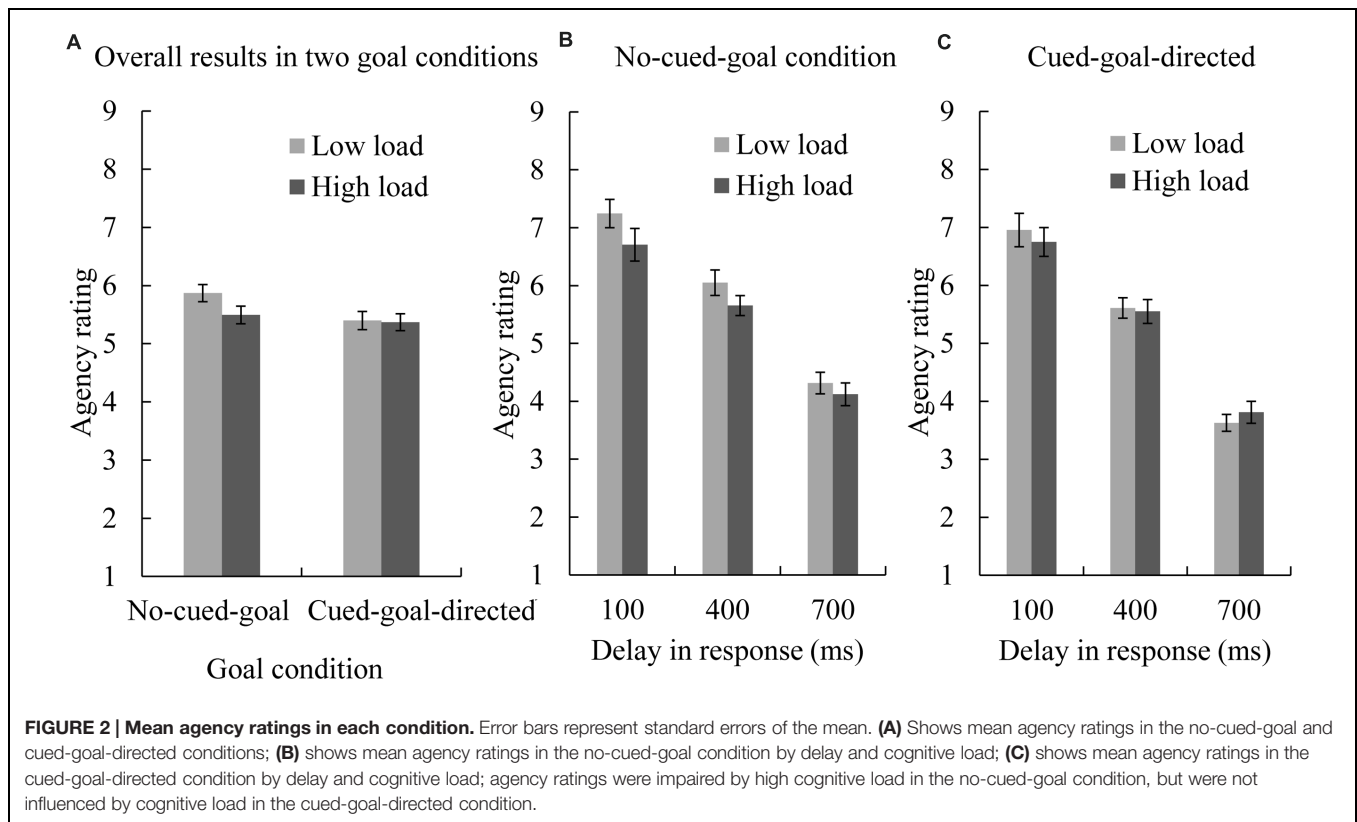 A Overall results in two goal conditions
9
8
7
6
5
4
3
2
1
Agency rating
Low load
High load
No-cued-goal Cued-goal-directed
Goal condition
B No-cued-goal condition
9
8
7
6
5
4
3
2
1
Agency rating
Low load
High load
100 400 700
Delay in response (ms)
C Cued-goal-directed
9
8
7
6
5
4
3
2
1
Agency rating
Low load
High load
100 400 700
Delay in response (ms)
FIGURE 2 | Mean agency ratings in each condition. Error bars represent standard errors of the mean. (A) Shows mean agency ratings in the no-cued-goal and
cued-goal-directed conditions; (B) shows mean agency ratings in the no-cued-goal condition by delay and cognitive load; (C) shows mean agency ratings in the
cued-goal-directed condition by delay and cognitive load; agency ratings were impaired by high cognitive load in the no-cued-goal condition, but were not
influenced by cognitive load in the cued-goal-directed condition.